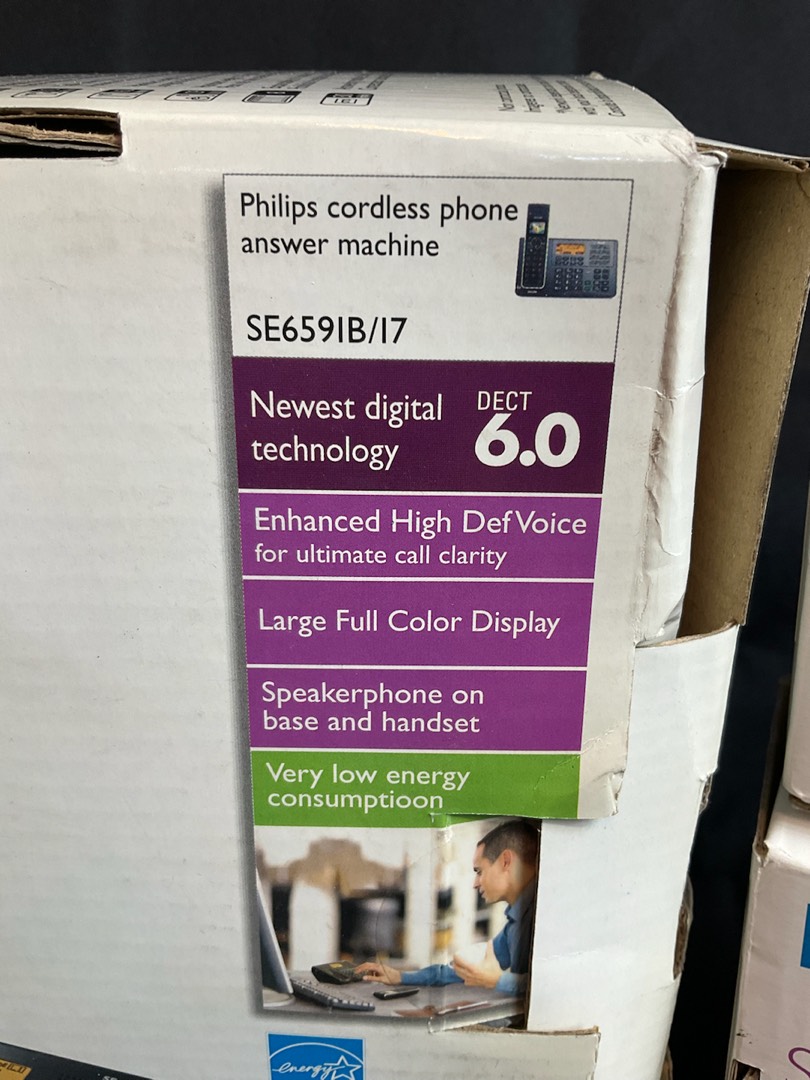 Philips cordless phone
answer machine
SE6591B/17
Newest digital
technology
DECT
6.0
Enhanced High Def Voice
for ultimate call clarity
Large Full Color Display
Speakerphone on
base and handset
Very low energy
consumptioon
energy